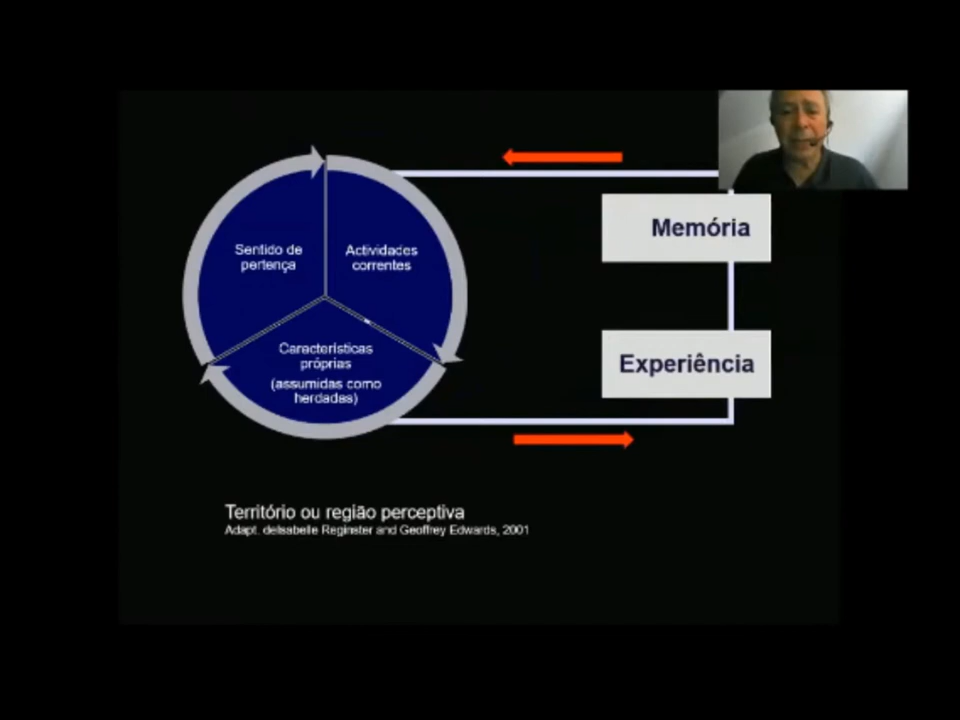 Sentido de
pertença
Actividades
correntes
Características
próprias
(assumidas como
herdadas)
Memória
Experiência
Território ou região perceptiva
Adapt. deIsabelle Reginster and Geoffrey Edwards, 2001